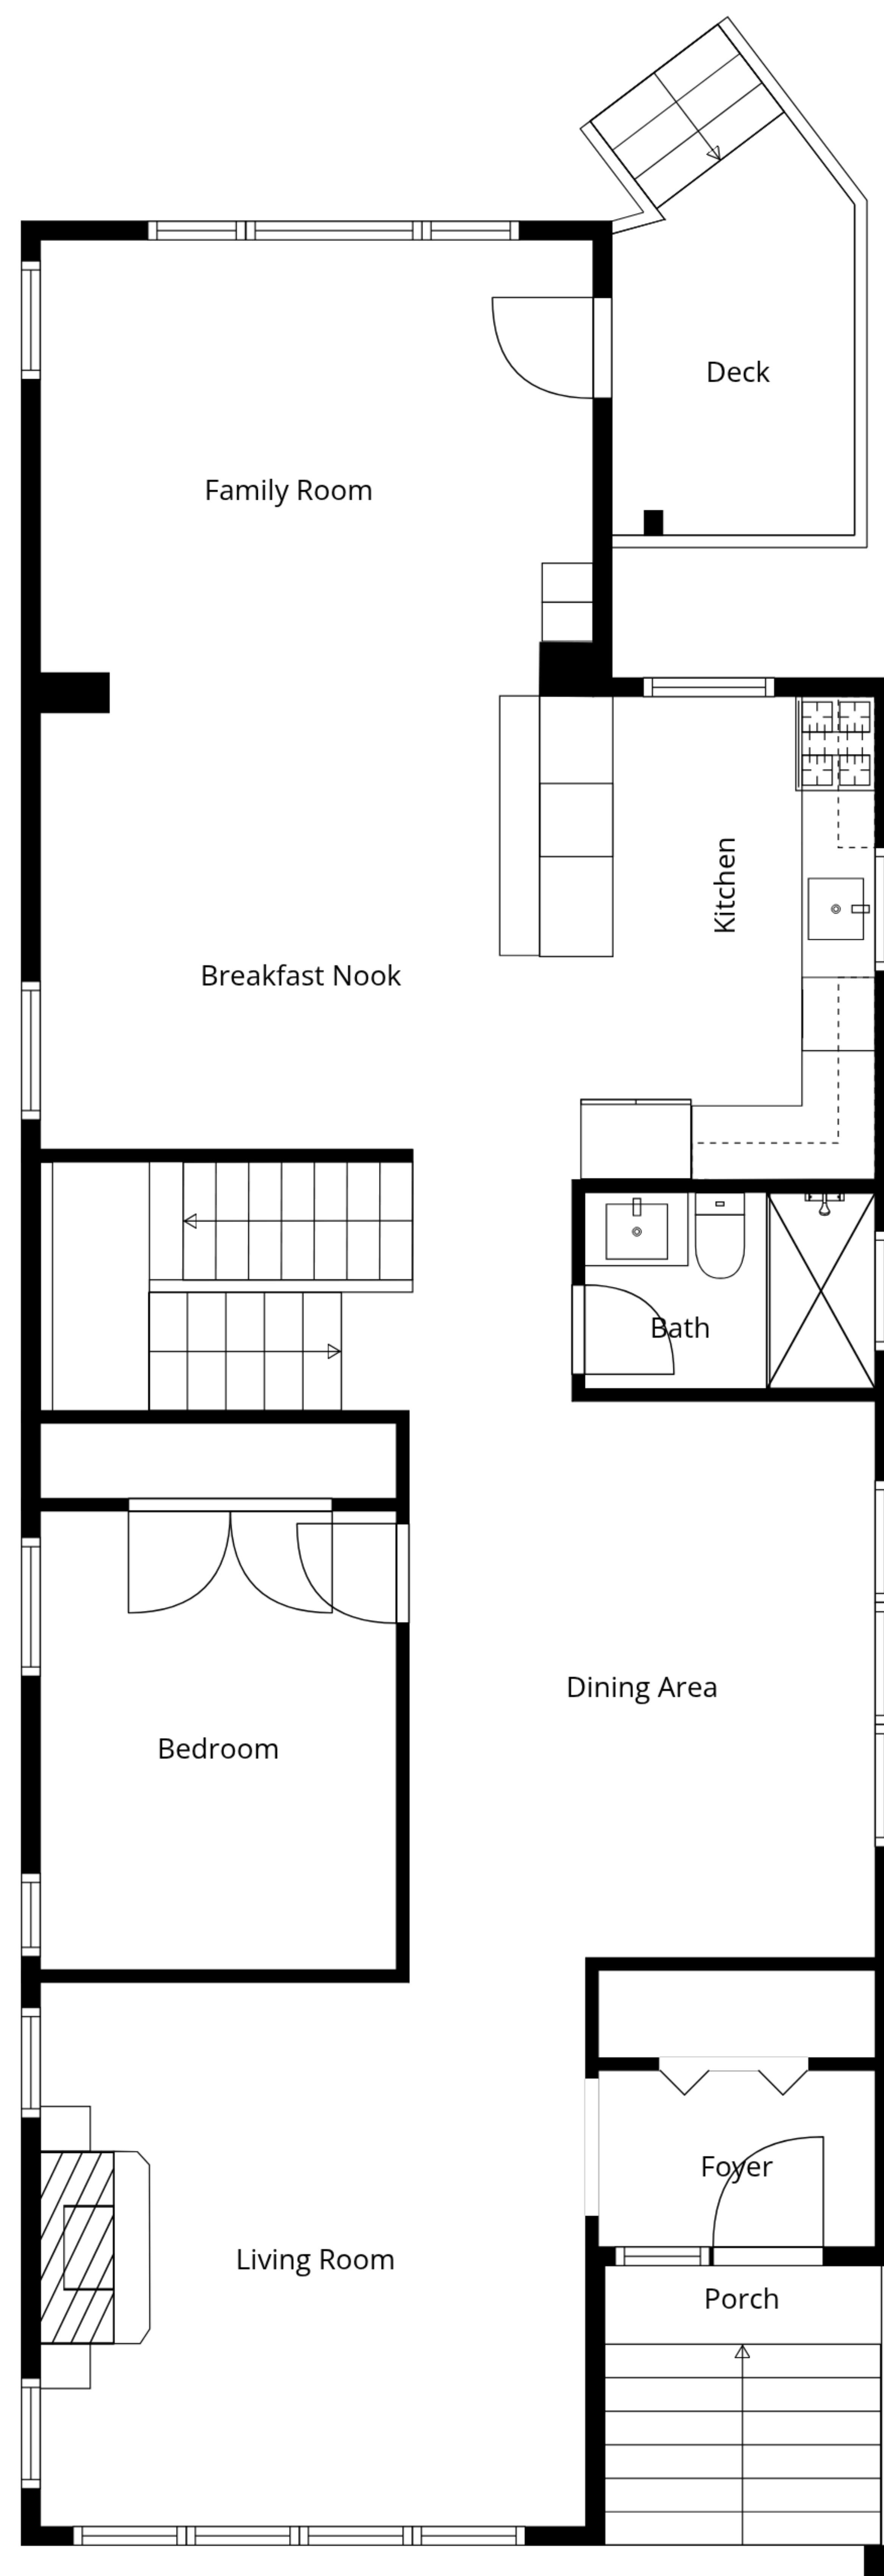 Deck
Family Room
Kitchen
Breakfast Nook
Bath
Dining Area
Bedroom
Foyer
Living Room
Porch